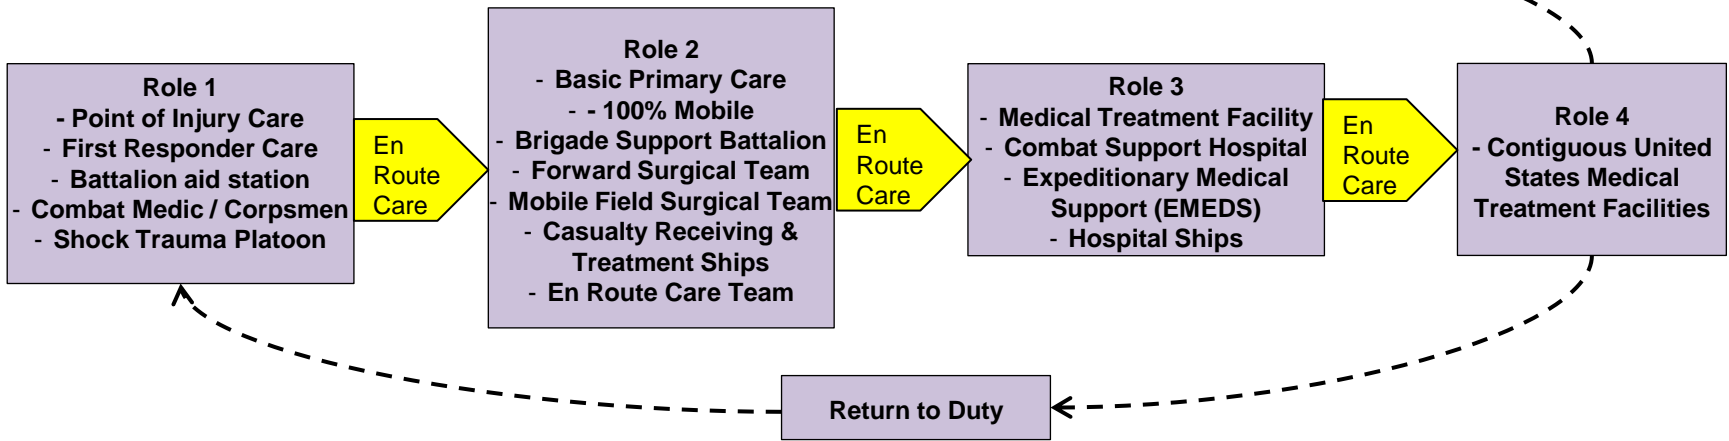 Role 1
- Point of Injury Care
- First Responder Care
- Battalion aid station
- Combat Medic / Corpsmen
- Shock Trauma Platoon
En
Route
Care
Role 2
- Basic Primary Care
- - 100% Mobile
- Brigade Support Battalion
- Forward Surgical Team
- Mobile Field Surgical Team
- Casualty Receiving &
Treatment Ships
- En Route Care Team
En
Route
Care
Role 3
- Medical Treatment Facility
- Combat Support Hospital
- Expeditionary Medical
Support (EMEDS)
- Hospital Ships
En
Route
Care
Role 4
- Contiguous United
States Medical
Treatment Facilities
Return to Duty